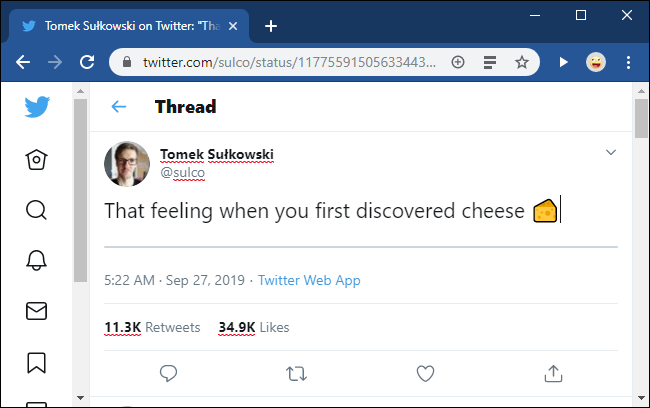 Tomek Sułkowski on Twitter: "Tha
twitter.com/sulco/status/11775591505633443...
Thread
Tomek Sułkowski
@sulco
That feeling when you first discovered cheese 🧀
5:22 AM · Sep 27, 2019 · Twitter Web App
11.3K Retweets 34.9K Likes